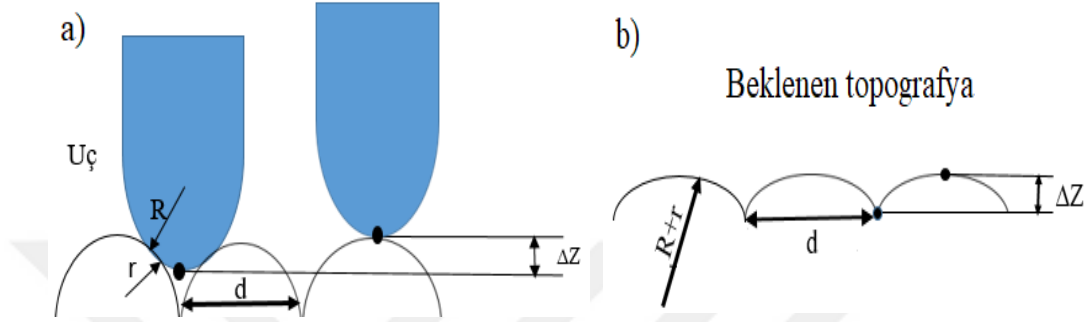 a)
Uç
R
r
d
ΔZ
b)
Beklenen topografya
R+r
d
ΔZ